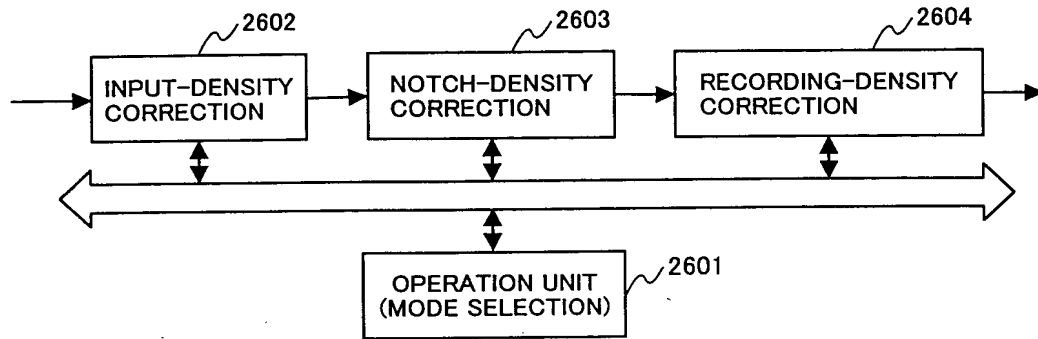 2602
INPUT-DENSITY
CORRECTION
2603
NOTCH-DENSITY
CORRECTION
2604
RECORDING-DENSITY
CORRECTION
2601
OPERATION UNIT
(MODE SELECTION)